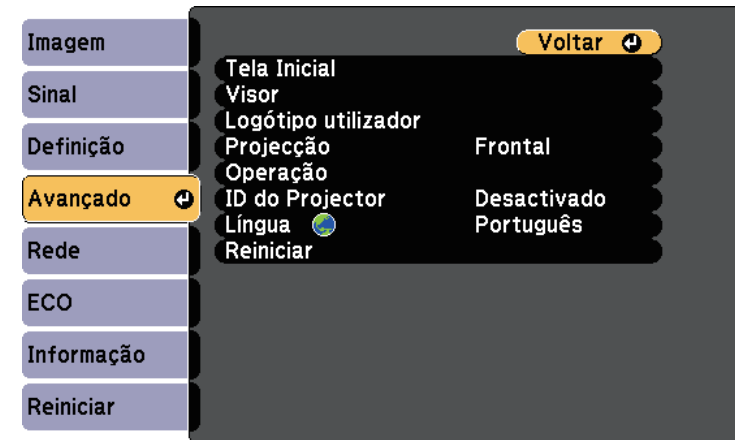 Imagem
Sinal
Definição
Avançado
Rede
ECO
Informação
Reiniciar
Voltar
Tela Inicial
Visor
Logótipo utilizador
Projecção Frontal
Operação
ID do Projector Desactivado
Língua Português
Reiniciar